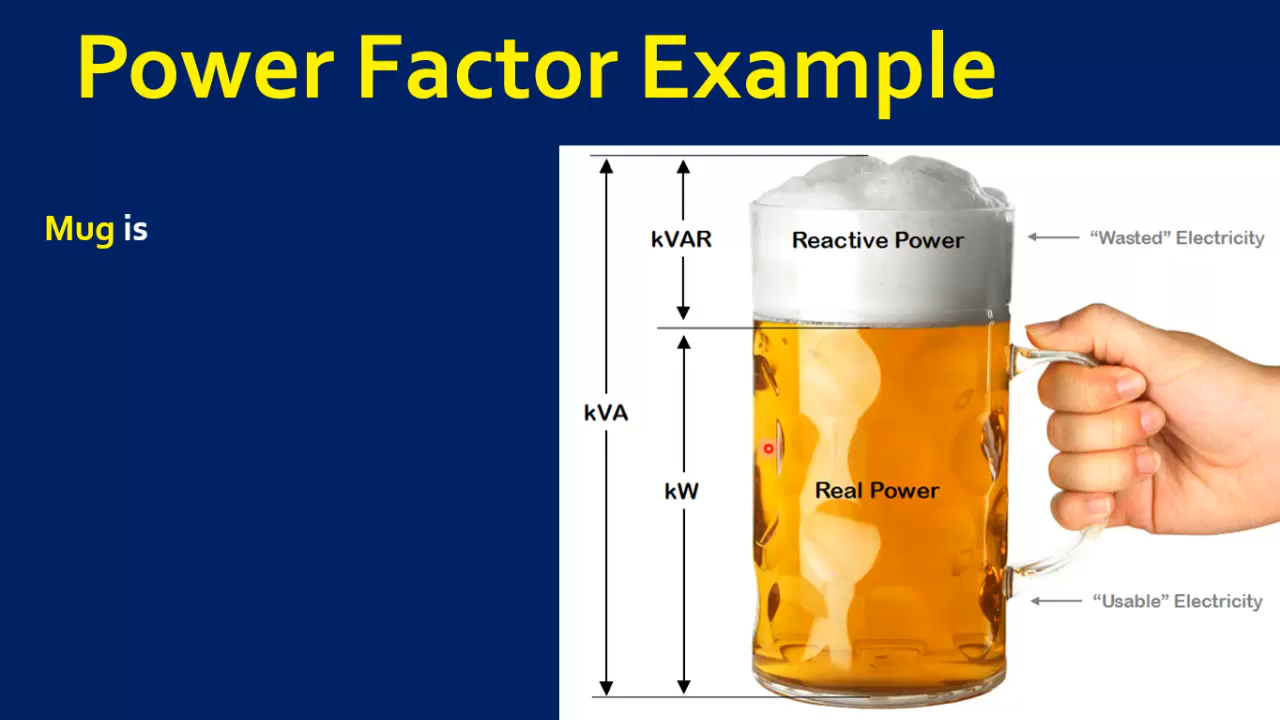 Power Factor Example
Mug is
kVAR
Reactive Power
“Wasted” Electricity
kVA
kW
Real Power
“Usable” Electricity